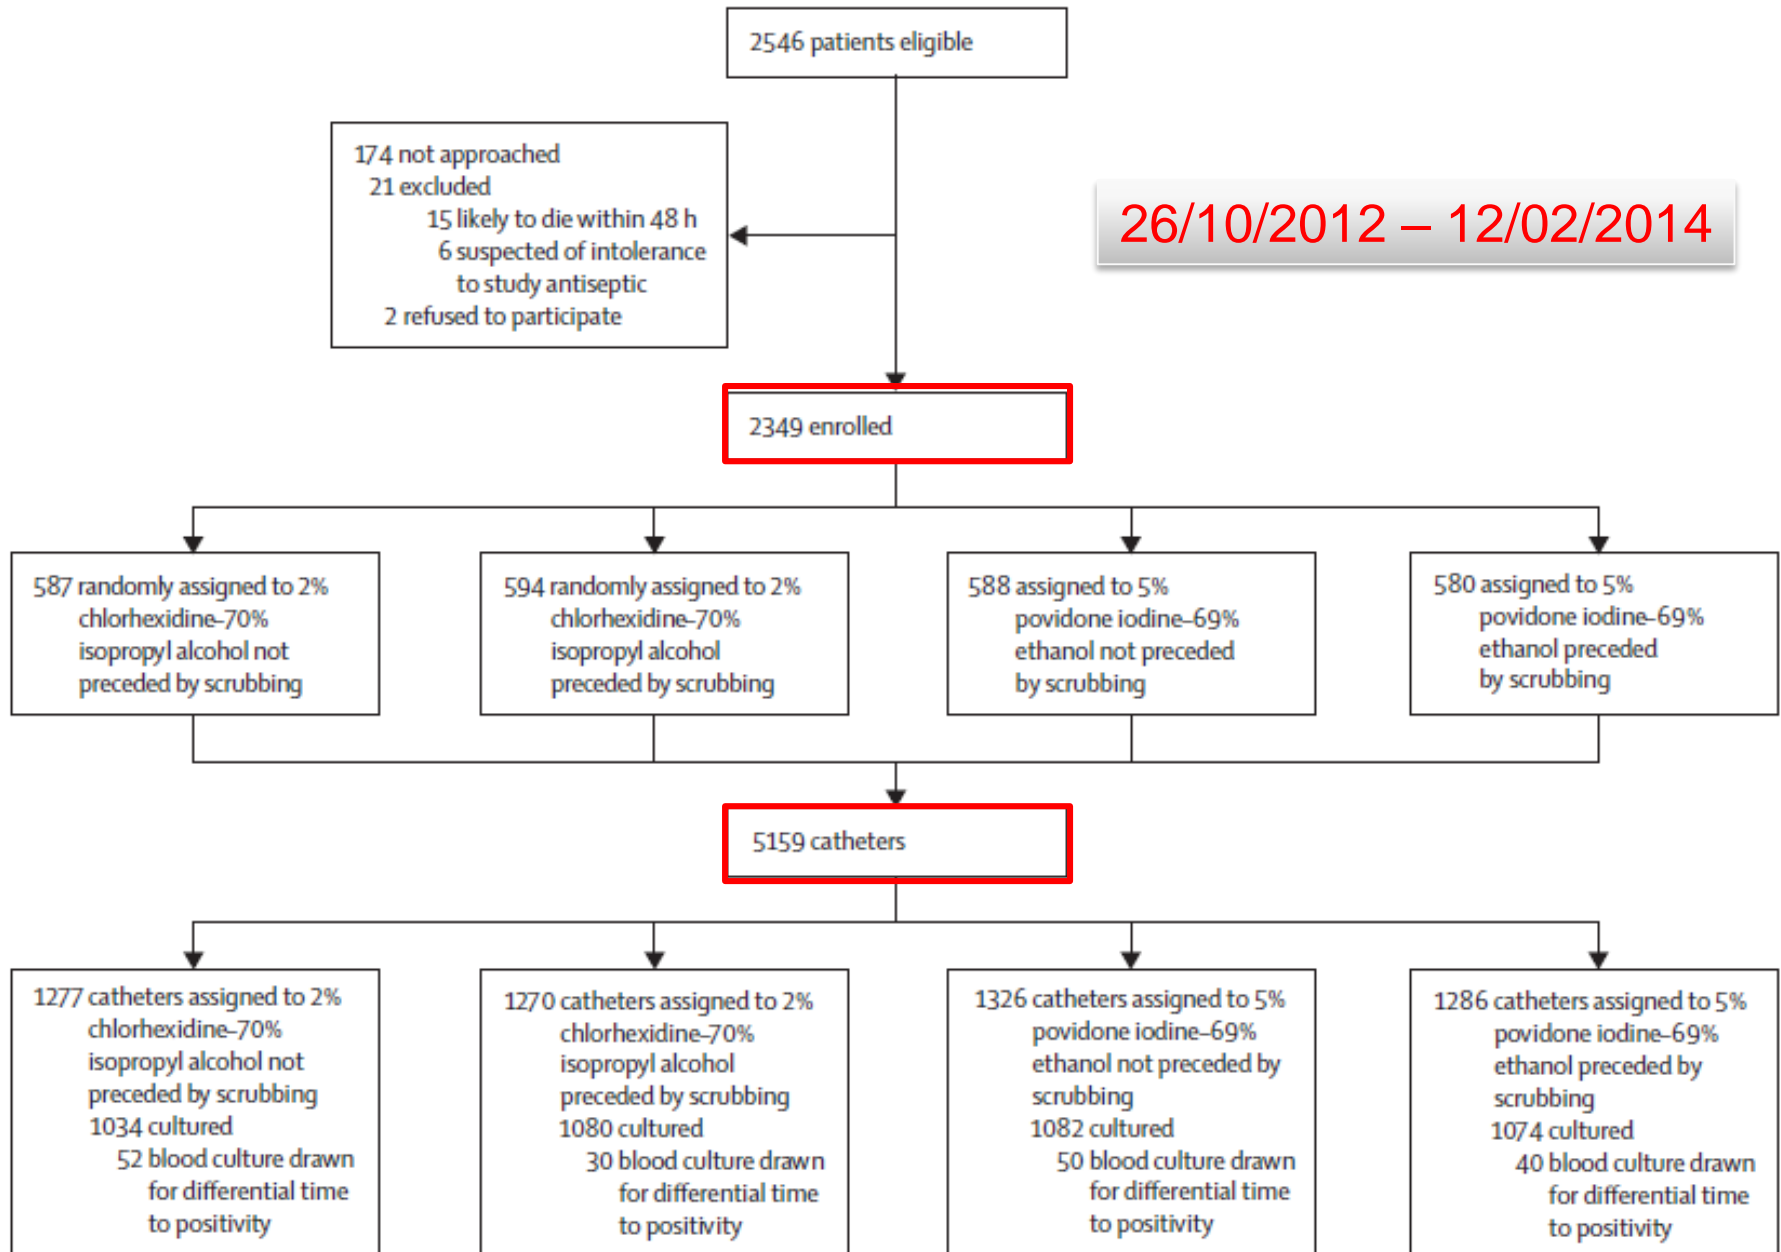 2546 patients eligible
174 not approached
21 excluded
15 likely to die within 48 h
6 suspected of intolerance
to study antiseptic
2 refused to participate
26/10/2012 – 12/02/2014
2349 enrolled
587 randomly assigned to 2%
chlorhexidine–70%
isopropyl alcohol not
preceded by scrubbing
594 randomly assigned to 2%
chlorhexidine–70%
isopropyl alcohol
preceded by scrubbing
588 assigned to 5%
povidone iodine–69%
ethanol not preceded
by scrubbing
580 assigned to 5%
povidone iodine–69%
ethanol preceded
by scrubbing
5159 catheters
1277 catheters assigned to 2%
chlorhexidine–70%
isopropyl alcohol not
preceded by scrubbing
1034 cultured
52 blood culture drawn
for differential time
to positivity
1270 catheters assigned to 2%
chlorhexidine–70%
isopropyl alcohol
preceded by scrubbing
1080 cultured
30 blood culture drawn
for differential time
to positivity
1326 catheters assigned to 5%
povidone iodine–69%
ethanol not preceded by
scrubbing
1082 cultured
50 blood culture drawn
for differential time
to positivity
1286 catheters assigned to 5%
povidone iodine–69%
ethanol preceded by
scrubbing
1074 cultured
40 blood culture drawn
for differential time
to positivity